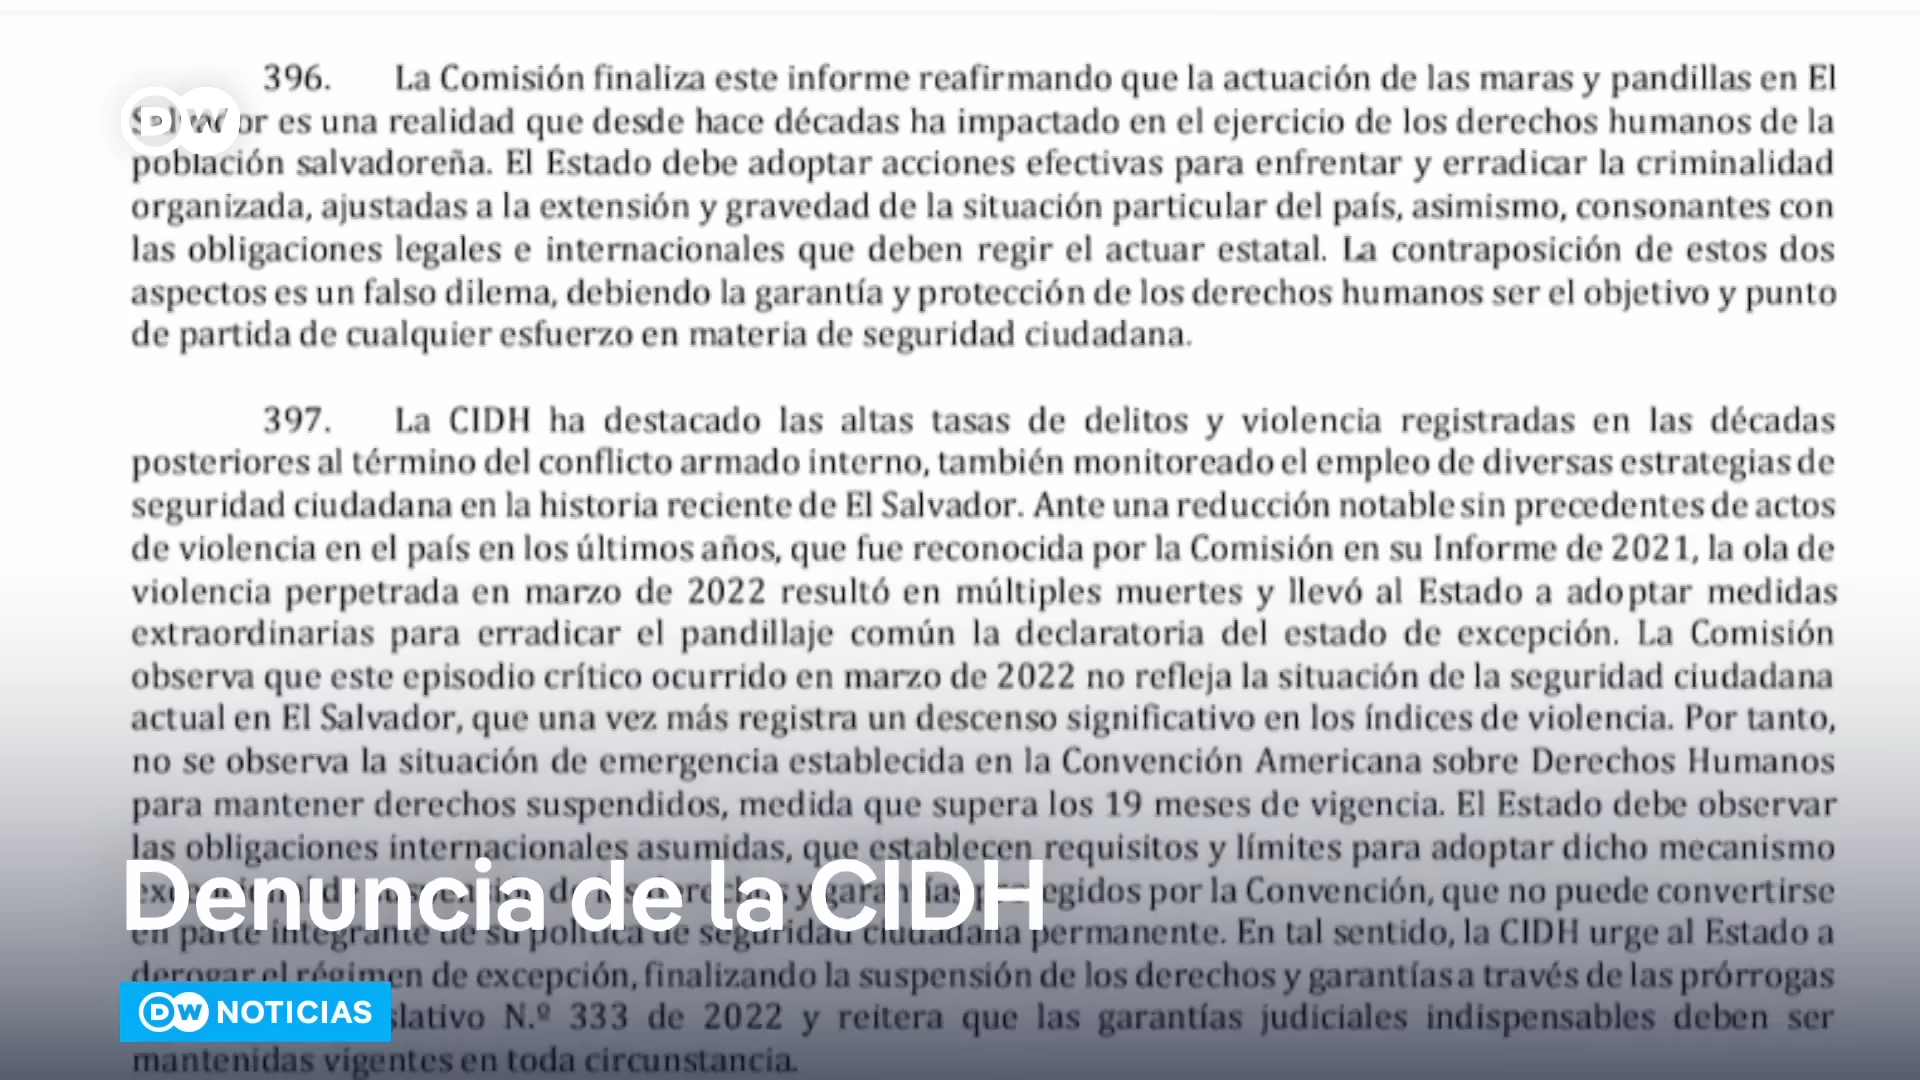 396. La Comisión finaliza este informe reafirmando que la actuación de las maras y pandillas en El
DW
or es una realidad que desde hace décadas ha impactado en el ejercicio de los derechos humanos de la
población salvadoreña. El Estado debe adoptar acciones efectivas para enfrentar y erradicar la criminalidad
organizada, ajustadas a la extensión y gravedad de la situación particular del país, asimismo, consonantes con
las obligaciones legales e internacionales que deben regir el actuar estatal. La contraposición de estos dos
aspectos es un falso dilema, debiendo la garantía y protección de los derechos humanos ser el objetivo y punto
de partida de cualquier esfuerzo en materia de seguridad ciudadana.
397. La CIDH ha destacado las altas tasas de delitos y violencia registradas en las décadas
posteriores al término del conflicto armado interno, también monitoreado el empleo de diversas estrategias de
seguridad ciudadana en la historia reciente de El Salvador. Ante una reducción notable sin precedentes de actos
de violencia en el país en los últimos años, que fue reconocida por la Comisión en su Informe de 2021, la ola de
violencia perpetrada en marzo de 2022 resultó en múltiples muertes y llevó al Estado a adoptar medidas
extraordinarias para erradicar el pandillaje común la declaratoria del estado de excepción. La Comisión
observa que este episodio crítico ocurrido en marzo de 2022 no refleja la situación de la seguridad ciudadana
actual en El Salvador, que una vez más registra un descenso significativo en los índices de violencia. Por tanto,
no se observa la situación de emergencia establecida en la Convención Americana sobre Derechos Humanos
para mantener derechos suspendidos, medida que supera los 19 meses de vigencia. El Estado debe observar
las obligaciones internacionales asumidas, que establecen requisitos y límites para adoptar dicho mecanismo
egidos por la Convención, que no puede convertirse
Denuncia de la CIDH
en parte integrante de su política de seguridad ciudadana permanente. En tal sentido, la CIDH urge al Estado a
derogar el régimen de excepción, finalizando la suspensión de los derechos y garantías a través de las prórrogas
DW NOTICIAS
slativo N.º 333 de 2022 y reitera que las garantías judiciales indispensables deben ser
mantenidas vigentes en toda circunstancia.